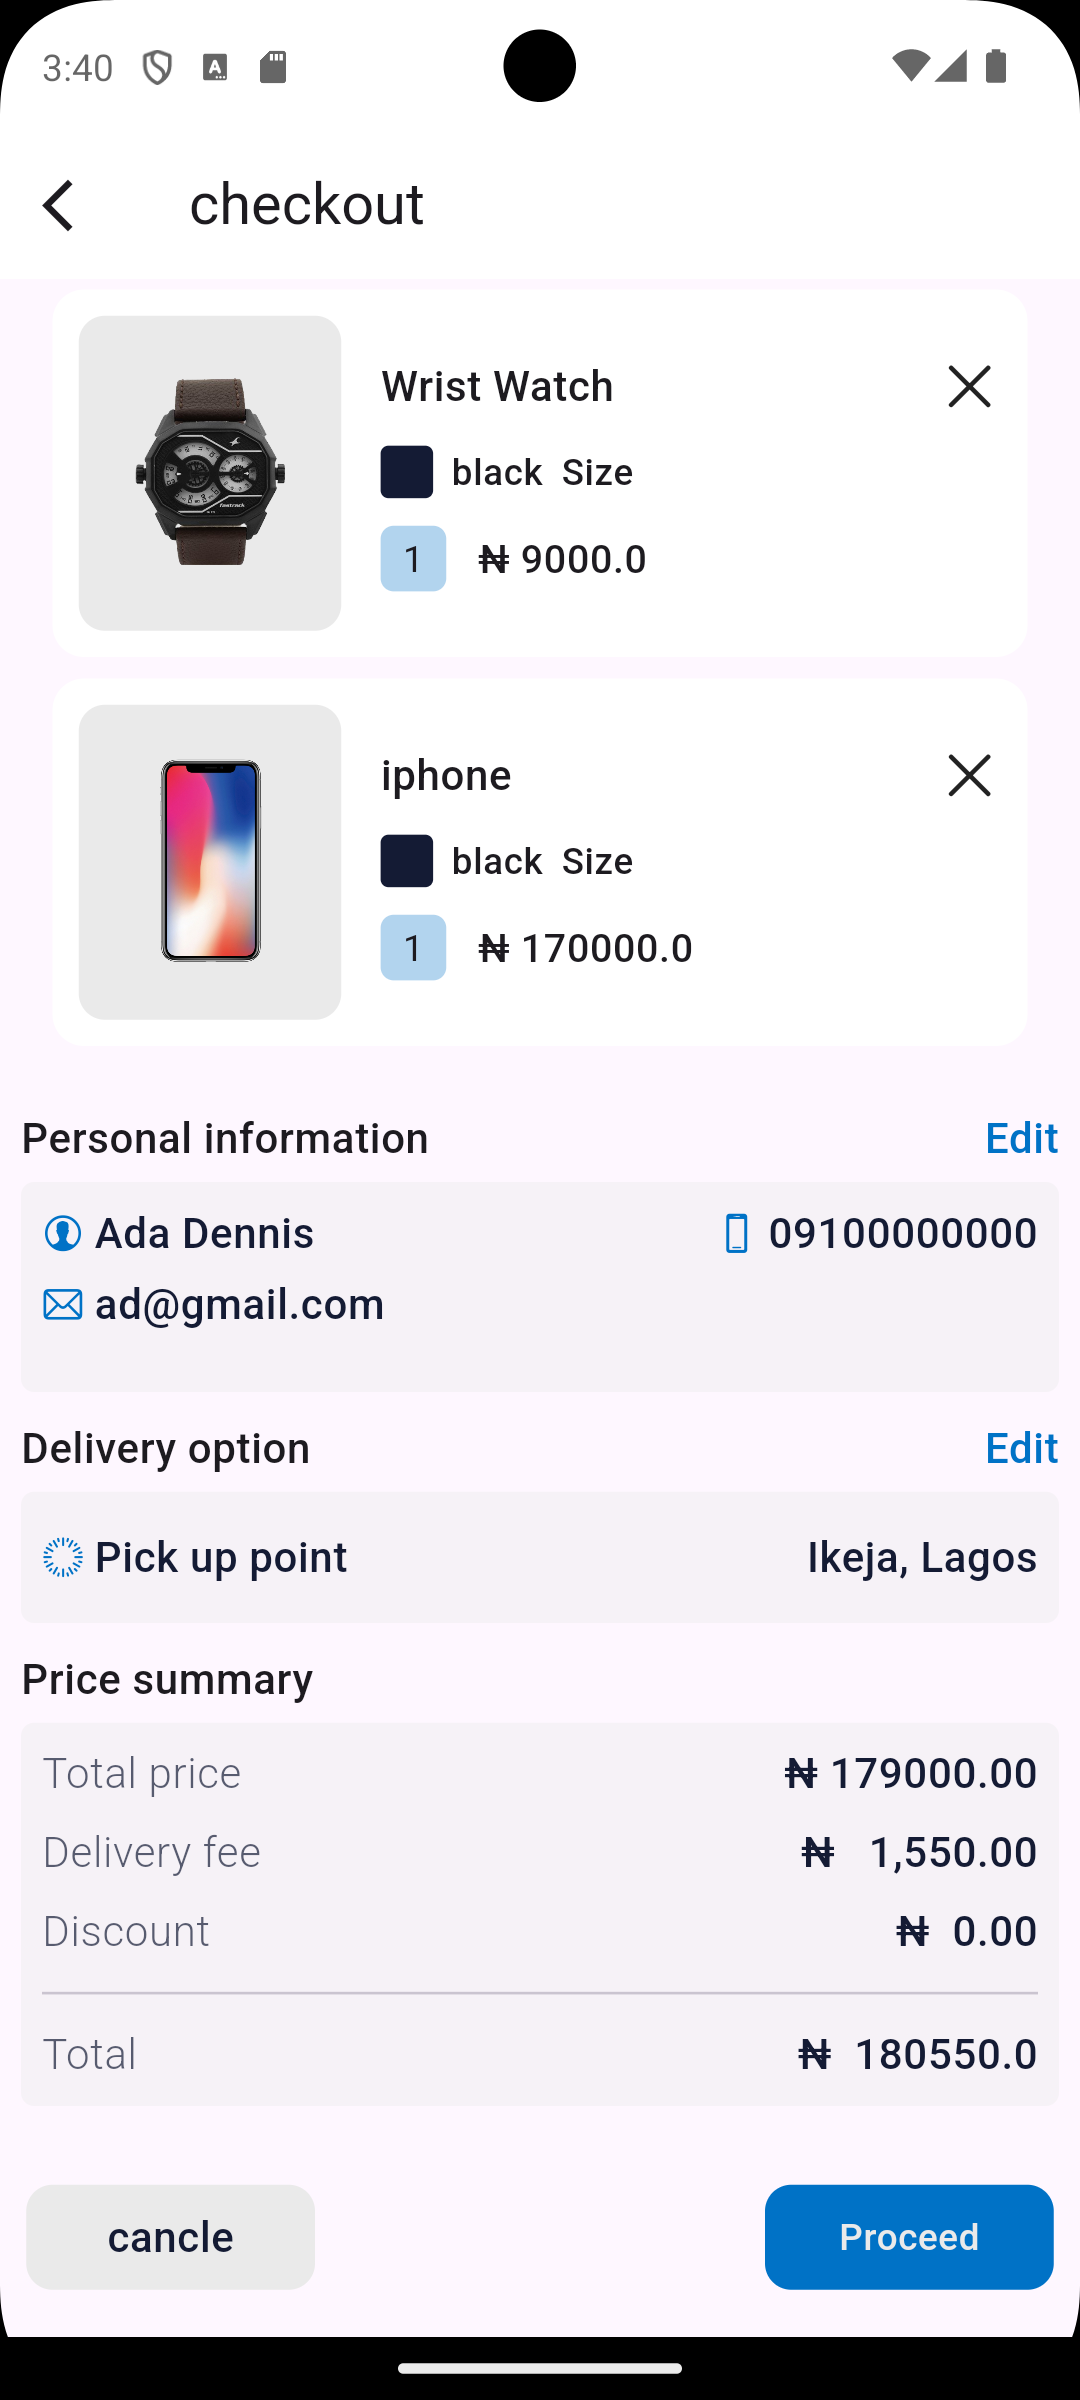 3:40
checkout
Wrist Watch
black Size
1 ₦ 9000.0
fastrack
iphone
black Size
1 ₦ 170000.0
Personal information Edit
Ada Dennis 09100000000
ad@gmail.com
Delivery option Edit
Pick up point Ikeja, Lagos
Price summary
Total price ₦ 179000.00
Delivery fee ₦ 1,550.00
Discount ₦ 0.00
Total ₦ 180550.0
cancle Proceed